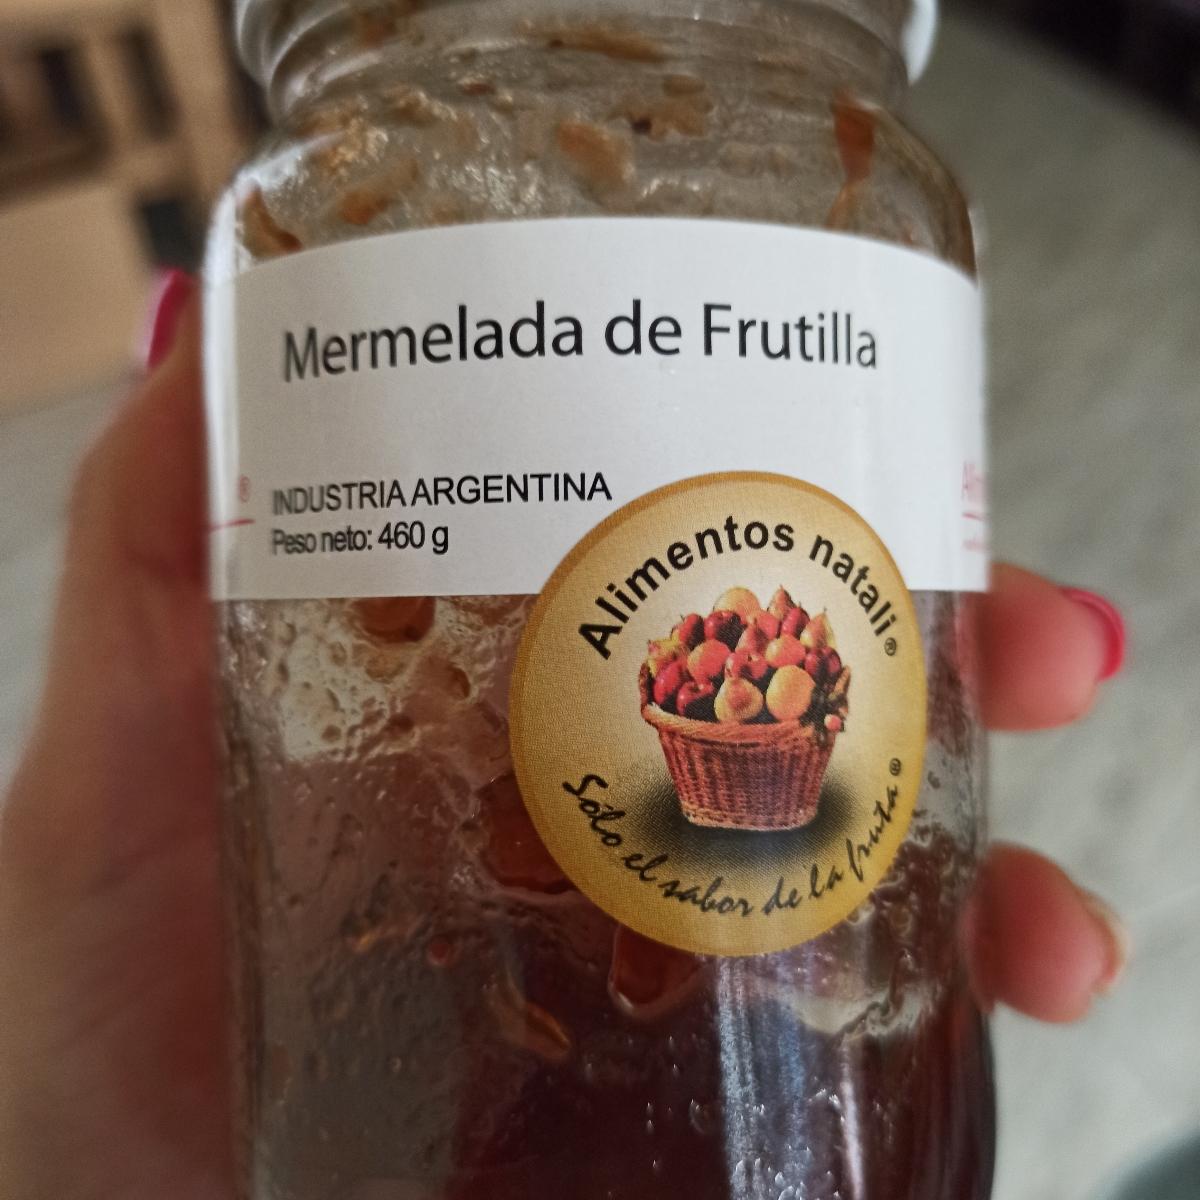 Mermelada de Frutilla
INDUSTRIA ARGENTINA
Peso neto: 460 g
Alimentos natali®
Sólo el sabor de la fruta®